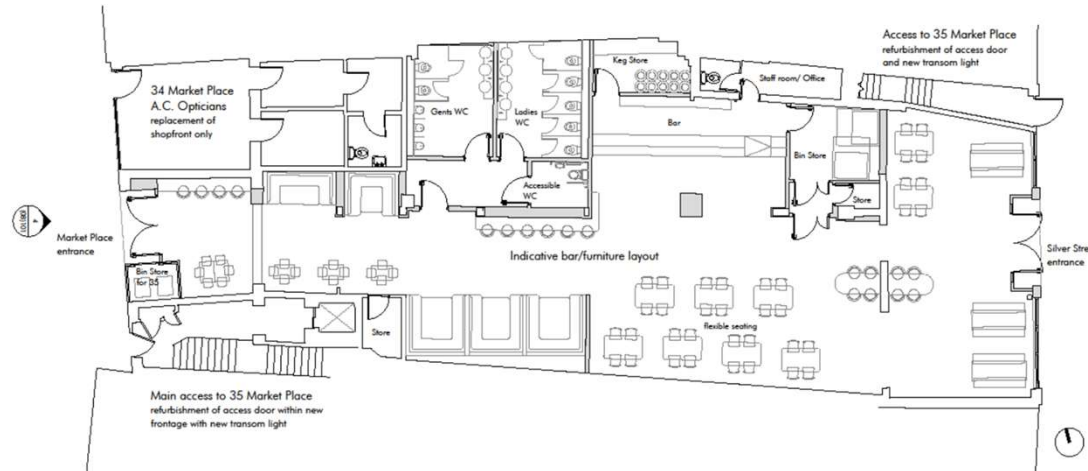 34 Market Place
A.C. Opticians
replacement of
shopfront only
Gents WC
Ladies
WC
Keg Store
Staff room/ Office
Access to 35 Market Place
refurbishment of access door
and new transom light
Bar
Bin Store
Store
Accessible
WC
Market Place
entrance
Bin Store
for 35
Indicative bar/furniture layout
Silver Stre
entrance
Store
flexible seating
Main access to 35 Market Place
refurbishment of access door within new
frontage with new transom light